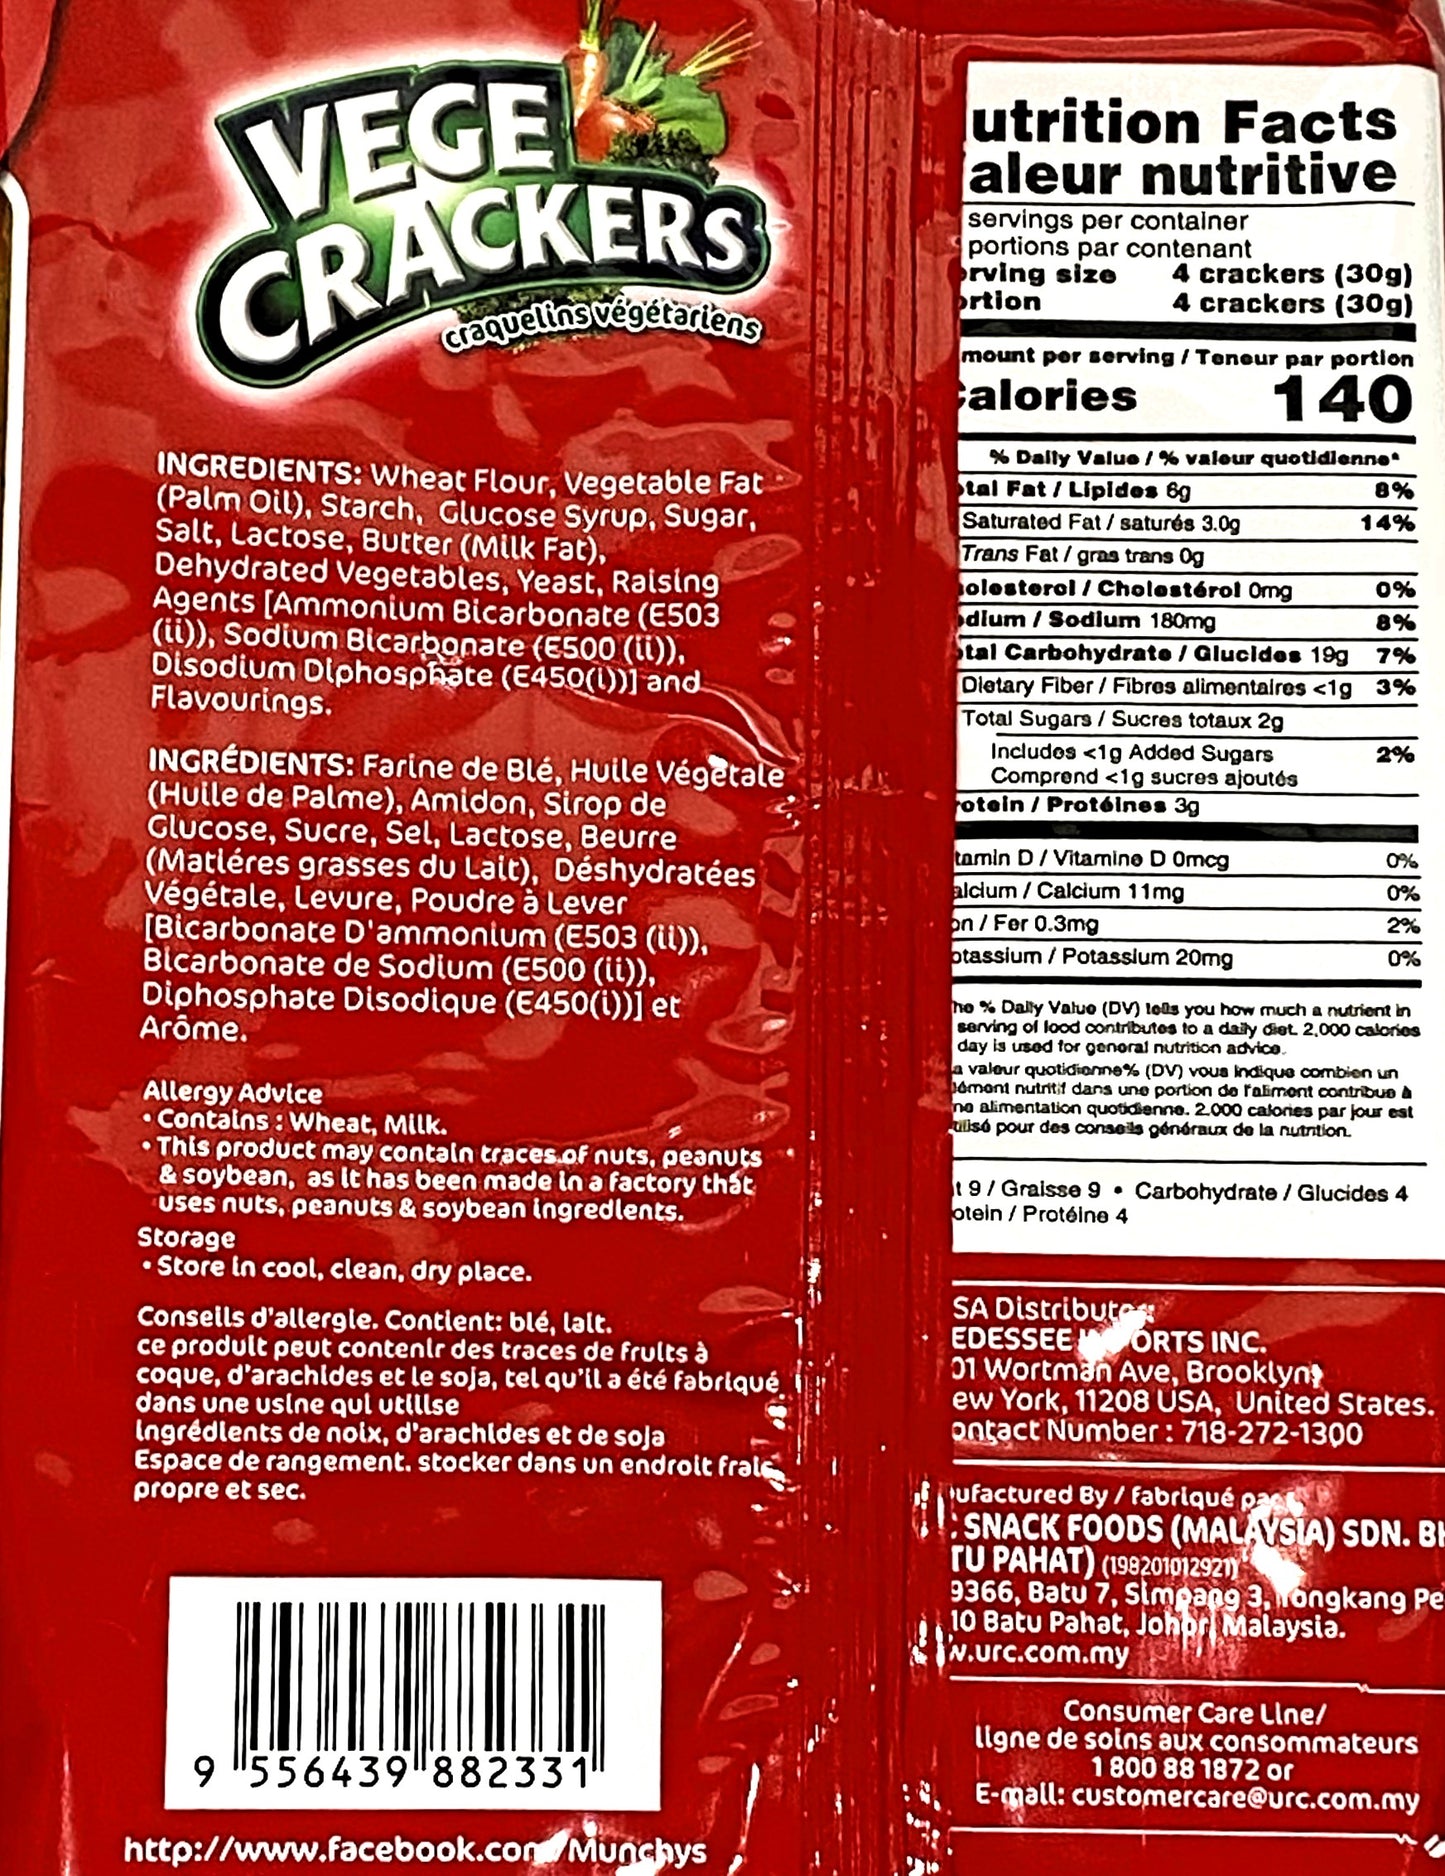 VEGE
CRACKERS
craquelins végétariens
INGREDIENTS: Wheat Flour, Vegetable Fat
(Palm Oil), Starch, Glucose Syrup, Sugar,
Salt, Lactose, Butter (Milk Fat),
Dehydrated Vegetables, Yeast, Raising
Agents [Ammonium Bicarbonate (E503
(ii)), Sodium Bicarbonate (E500 (ii)),
Disodium Diphosphate (E450(i))] and
Flavourings.
INGRÉDIENTS: Farine de Blé, Huile Végétale
(Huile de Palme), Amidon, Sirop de
Glucose, Sucre, Sel, Lactose, Beurre
(Matiéres grasses du Lait), Déshydratées
Végétale, Levure, Poudre à Lever
[Bicarbonate D'ammonium (E503 (ii)),
Bicarbonate de Sodium (E500 (ii)),
Diphosphate Disodique (E450(i))] et
Arôme.
Allergy Advice
• Contains : Wheat, Milk.
• This product may contain traces of nuts, peanuts
& soybean, as it has been made in a factory that
uses nuts, peanuts & soybean ingredients.
Storage
• Store in cool, clean, dry place.
Conseils d'allergie. Contient: blé, lait.
ce produit peut contenir des traces de fruits à
coque, d'arachides et le soja, tel qu'il a été fabriqué
dans une usine qui utilise
ingrédients de noix, d'arachides et de soja
Espace de rangement. stocker dans un endroit frais,
propre et sec.
9 556439 882331
http://www.facebook.com/Munchys
utrition Facts
aleur nutritive
servings per container
portions par contenant
rving size 4 crackers (30g)
rtion 4 crackers (30g)
mount per serving / Teneur par portion
alories 140
% Daily Value / % valeur quotidienne*
tal Fat / Lipides 6g 8%
Saturated Fat / saturés 3.0g 14%
Trans Fat / gras trans 0g
olesterol / Cholestérol 0mg 0%
dium / Sodium 180mg 8%
tal Carbohydrate / Glucides 19g 7%
Dietary Fiber / Fibres alimentaires <1g 3%
Total Sugars / Sucres totaux 2g
Includes <1g Added Sugars 2%
Comprend <1g sucres ajoutés
rotein / Protéines 3g
tamin D / Vitamine D 0mcg 0%
alcium / Calcium 11mg 0%
on / Fer 0.3mg 2%
otassium / Potassium 20mg 0%
he % Daily Value (DV) tells you how much a nutrient in
serving of food contributes to a daily diet. 2,000 calories
day is used for general nutrition advice.
a valeur quotidienne% (DV) vous indique combien un
lément nutritif dans une portion de l'aliment contribue à
ne alimentation quotidienne. 2.000 calories par jour est
tilisé pour des conseils généraux de la nutrition.
t 9 / Graisse 9 • Carbohydrate / Glucides 4
otein / Protéine 4
SA Distributor:
EDESSEE ORTS INC.
01 Wortman Ave, Brooklyn,
ew York, 11208 USA, United States.
ontact Number : 718-272-1300
ufactured By / fabriqué par
SNACK FOODS (MALAYSIA) SDN. BH
TU PAHAT) (198201012921)
9366, Batu 7, Simpang 3, Tongkang Pe
10 Batu Pahat, Johor, Malaysia.
w.urc.com.my
Consumer Care Line/
ligne de soins aux consommateurs
1 800 88 1872 or
E-mail: customercare@urc.com.my